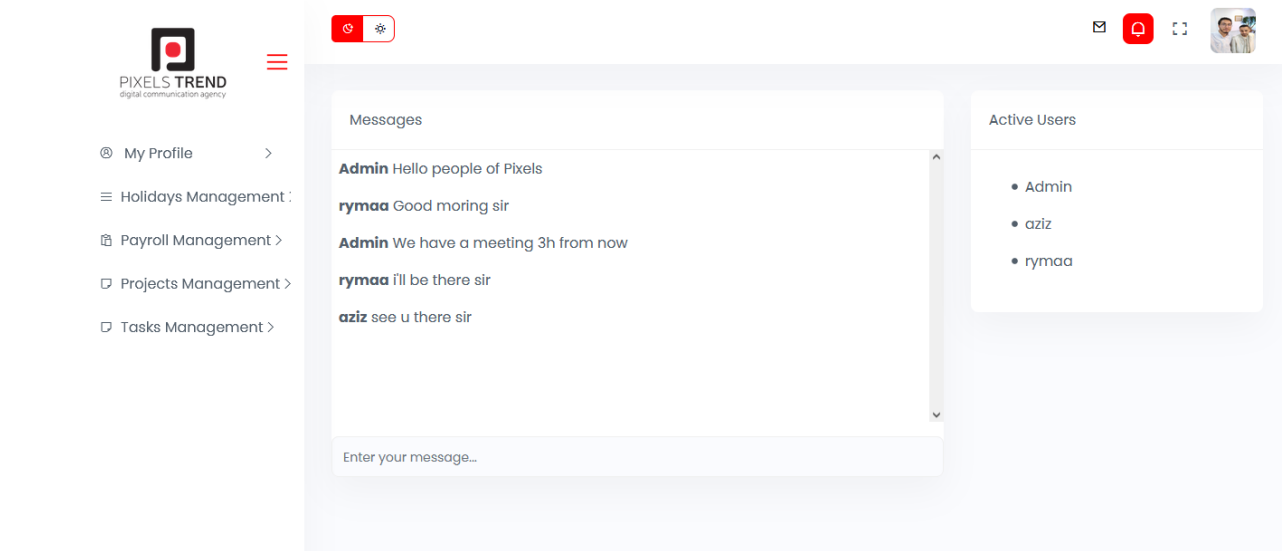 PIXELS TREND
digital communication agency
My Profile
Holidays Management
Payroll Management
Projects Management
Tasks Management
Messages
Admin Hello people of Pixels
rymaa Good moring sir
Admin We have a meeting 3h from now
rymaa i'll be there sir
aziz see u there sir
Enter your message...
Active Users
Admin
aziz
rymaa